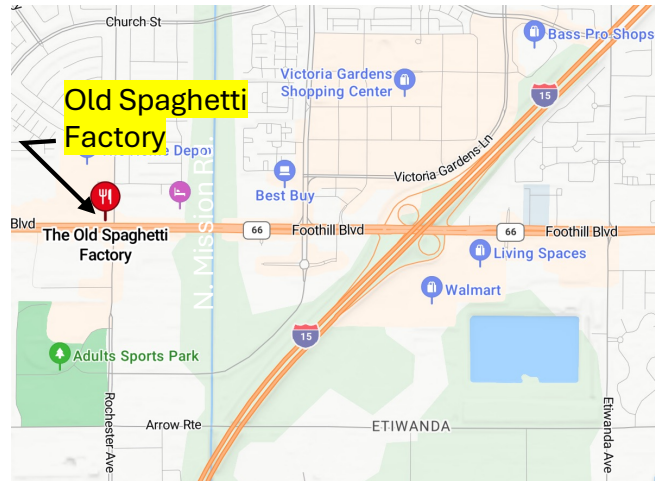 Church St
Bass Pro Shops
Victoria Gardens
Shopping Center
15
Old Spaghetti
Factory
Victoria Gardens Ln
Best Buy
N. Mission
Blvd
The Old Spaghetti
Factory
66
Foothill Blvd
66
Foothill Blvd
Living Spaces
Walmart
15
Adults Sports Park
Rochester Ave
Arrow Rte
ETIWANDA
Etiwanda Ave